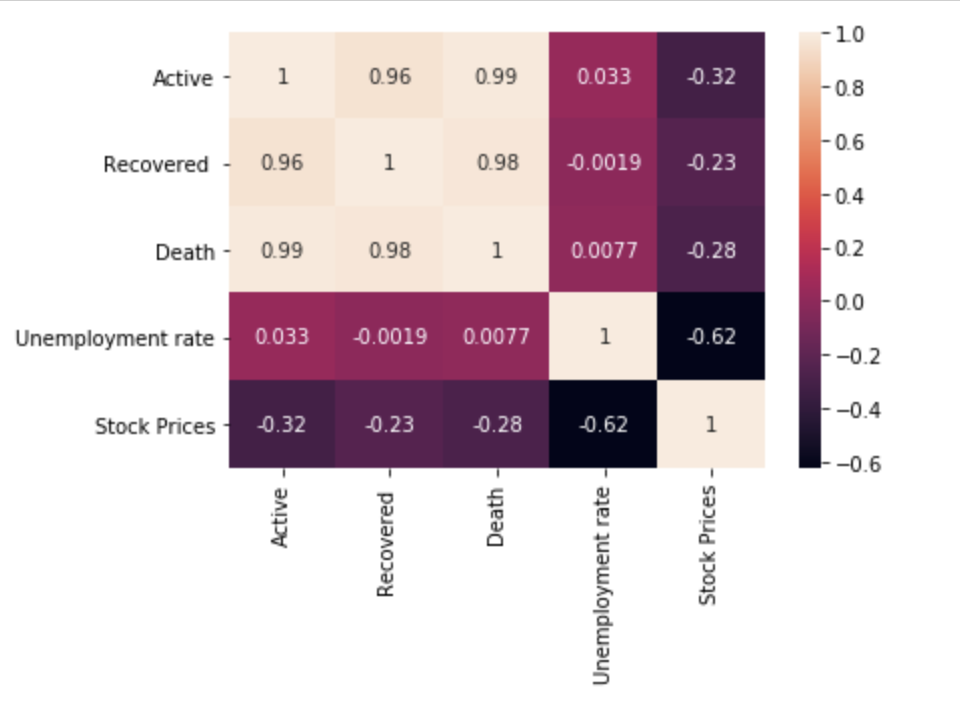 Active 1 0.96 0.99 0.033 -0.32
Recovered 0.96 1 0.98 -0.0019 -0.23
Death 0.99 0.98 1 0.0077 -0.28
Unemployment rate 0.033 -0.0019 0.0077 1 -0.62
Stock Prices -0.32 -0.23 -0.28 -0.62 1
Active
Recovered
Death
Unemployment rate
Stock Prices
1.0
0.8
0.6
0.4
0.2
0.0
−0.2
−0.4
−0.6